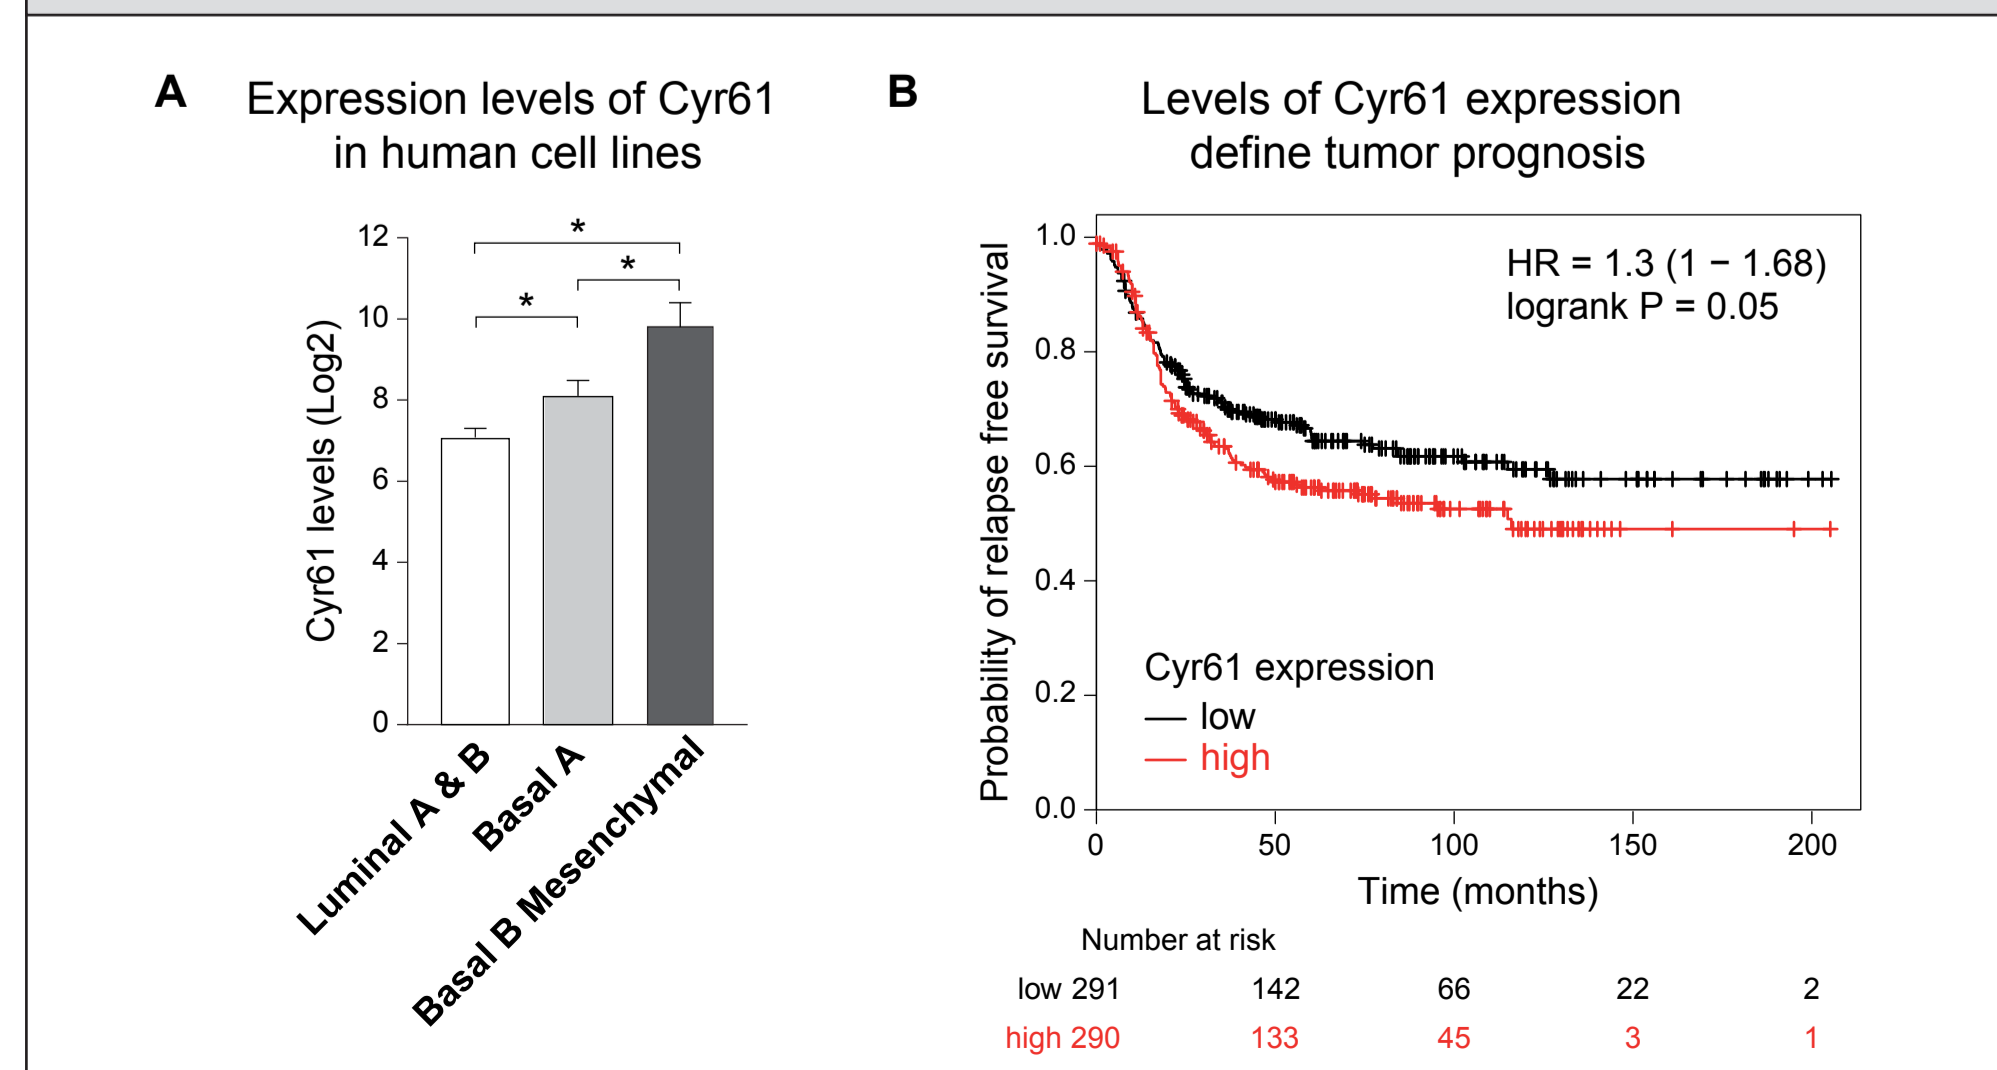 A
Expression levels of Cyr61
in human cell lines
*
*
*
Cyr61 levels (Log2)
12
10
8
6
4
2
0
Luminal A & B
Basal A
Basal B Mesenchymal
B
Levels of Cyr61 expression
define tumor prognosis
Probability of relapse free survival
1.0
0.8
0.6
0.4
0.2
0.0
HR = 1.3 (1 − 1.68)
logrank P = 0.05
Cyr61 expression
low
high
0 50 100 150 200
Time (months)
Number at risk
low 291 142 66 22 2
high 290 133 45 3 1